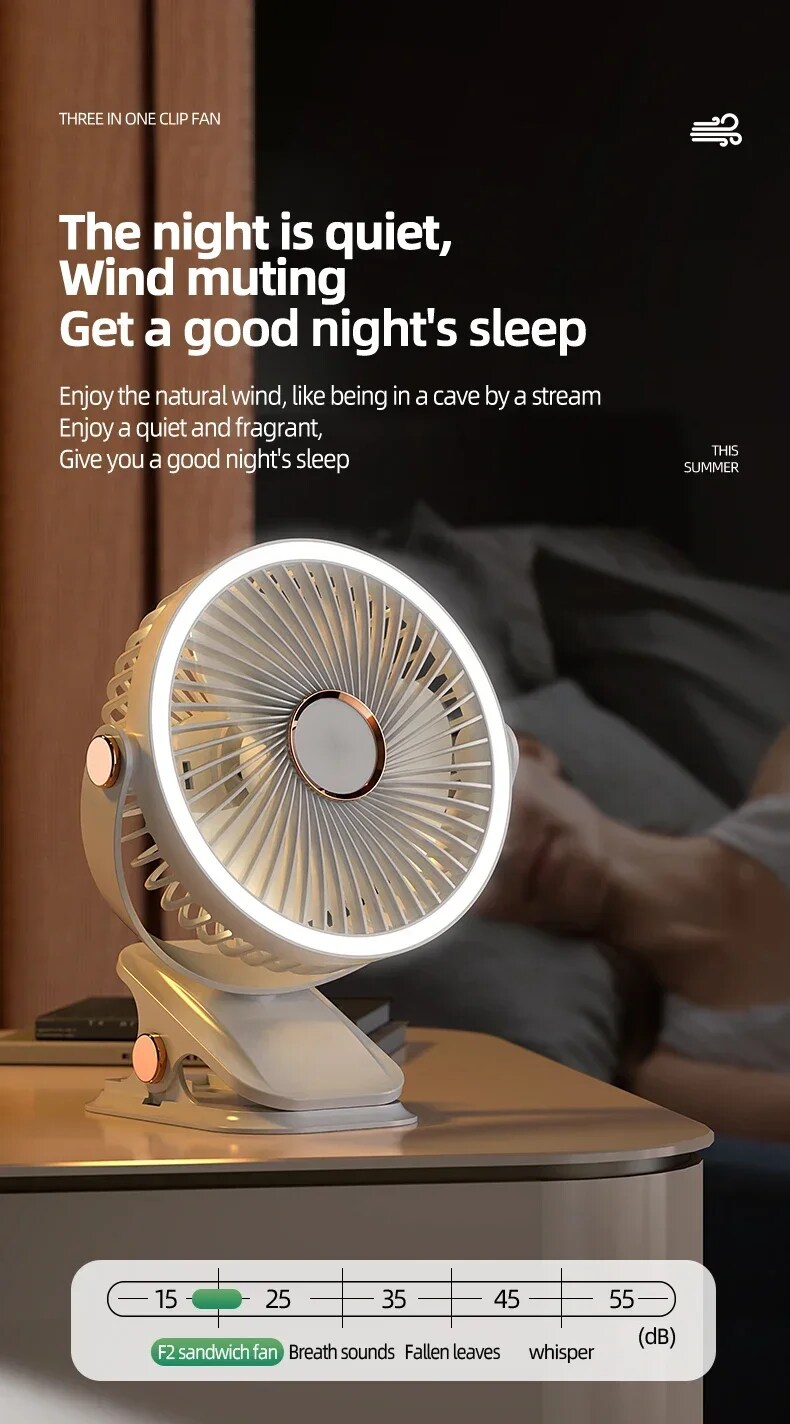 THREE IN ONE CLIP FAN
The night is quiet,
Wind muting
Get a good night's sleep
Enjoy the natural wind, like being in a cave by a stream
Enjoy a quiet and fragrant,
Give you a good night's sleep
THIS
SUMMER
15 25 35 45 55
(dB)
F2 sandwich fan Breath sounds Fallen leaves whisper